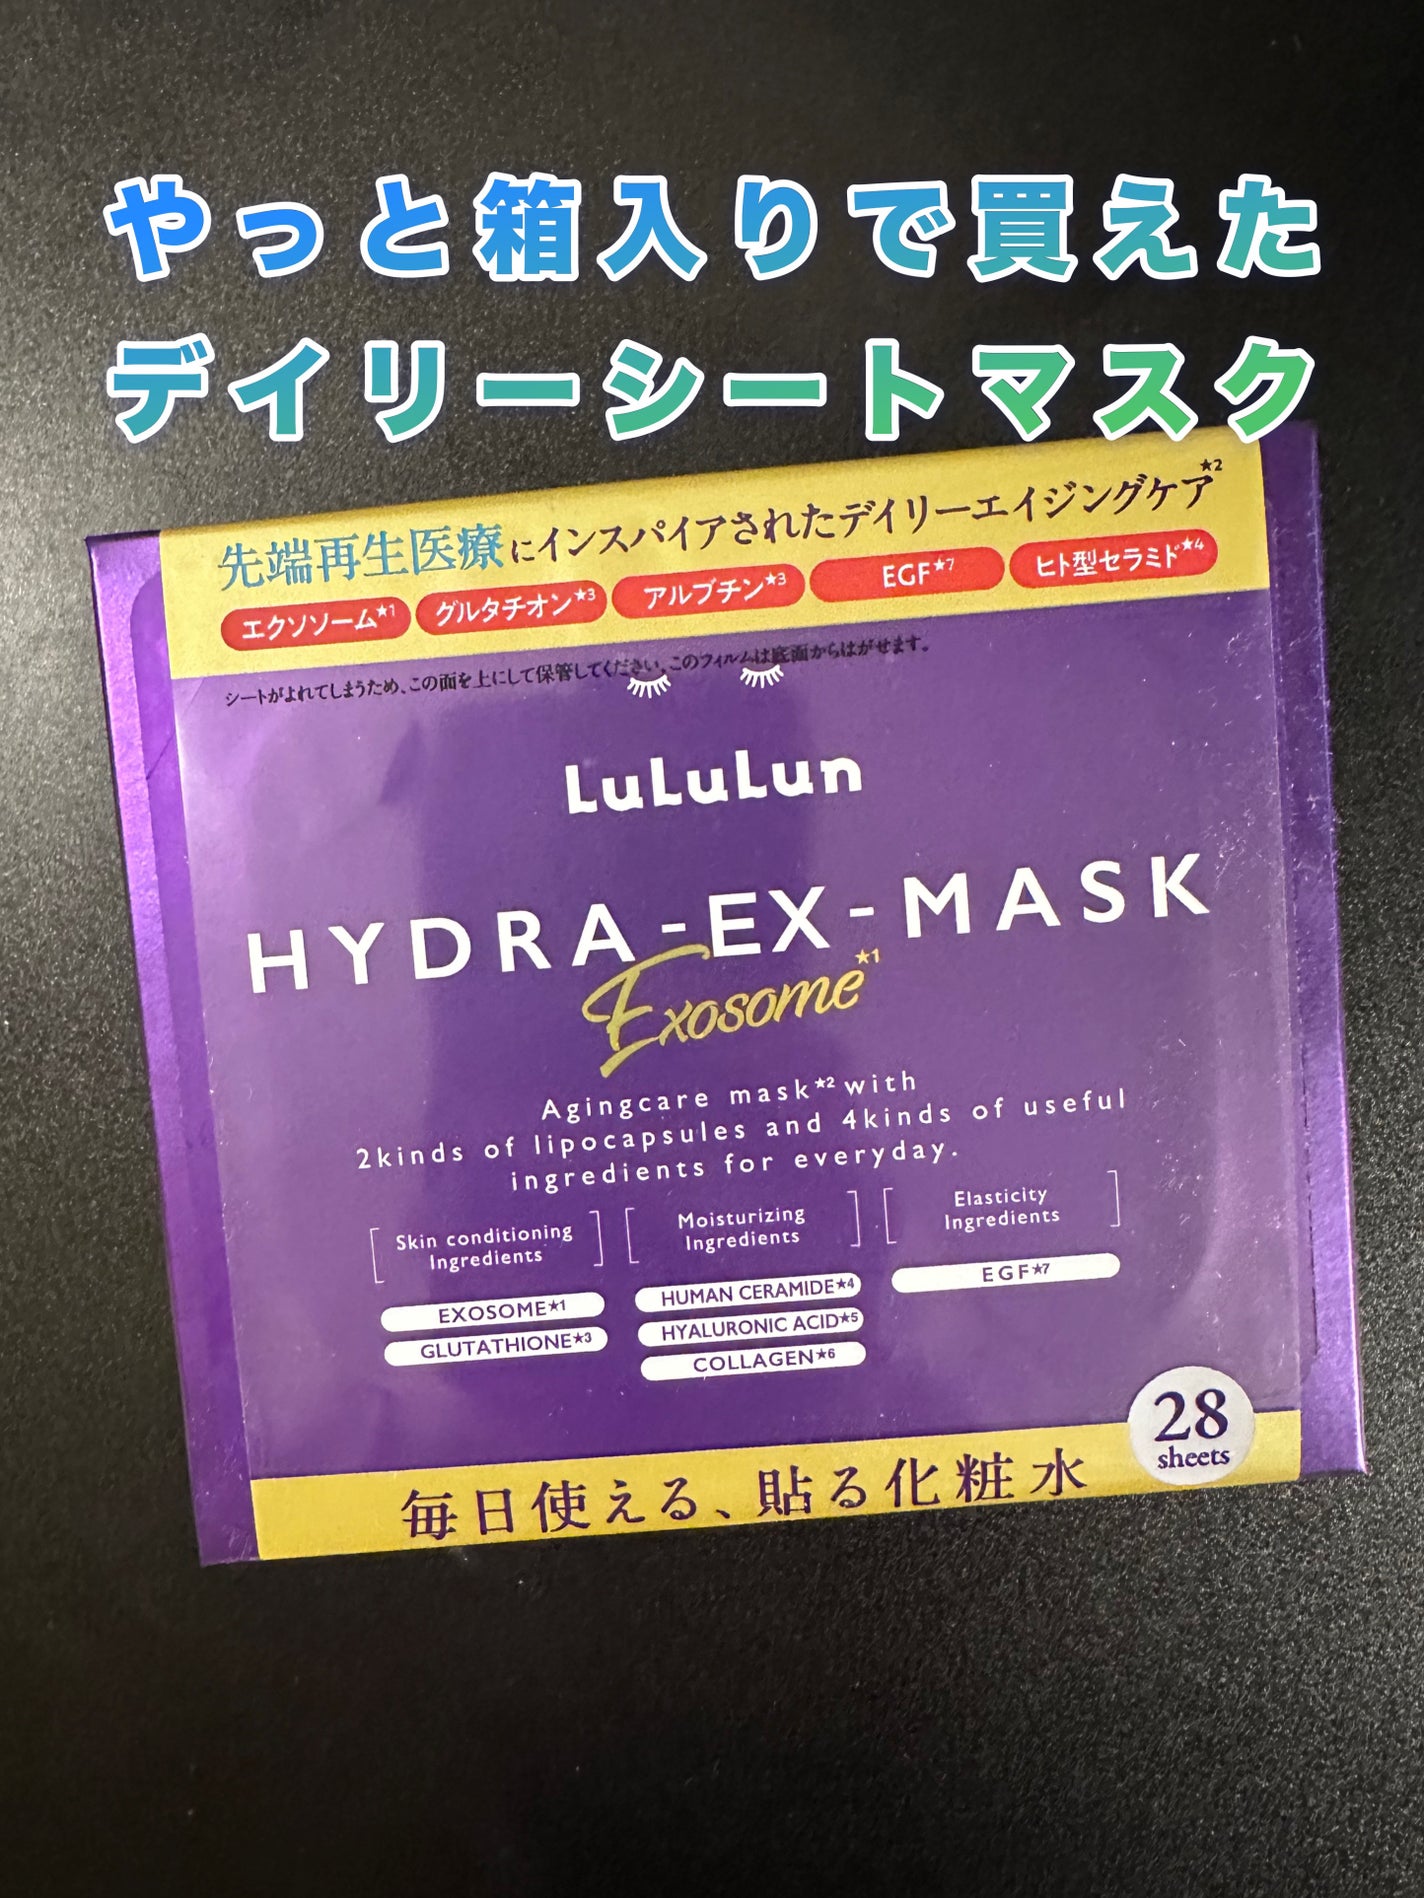 やっと箱入りで買えた
デイリーシートマスク
先端再生医療にインスパイアされたデイリーエイジングケア★2
エクソソーム★1 グルタチオン★3 アルブチン★3 EGF★7 ヒト型セラミド★4
シートがよれてしまうため、この面を上にして保管してください。このフィルムは底面からはがせます。
LuLuLun
HYDRA-EX-MASK
Exosome★1
Agingcare mask★2 with
2kinds of lipocapsules and 4kinds of useful
ingredients for everyday.
Skin conditioning
Ingredients
EXOSOME★1
GLUTATHIONE★3
Moisturizing
Ingredients
HUMAN CERAMIDE★4
HYALURONIC ACID★5
COLLAGEN★6
Elasticity
Ingredients
EGF★7
28
sheets
毎日使える、貼る化粧水